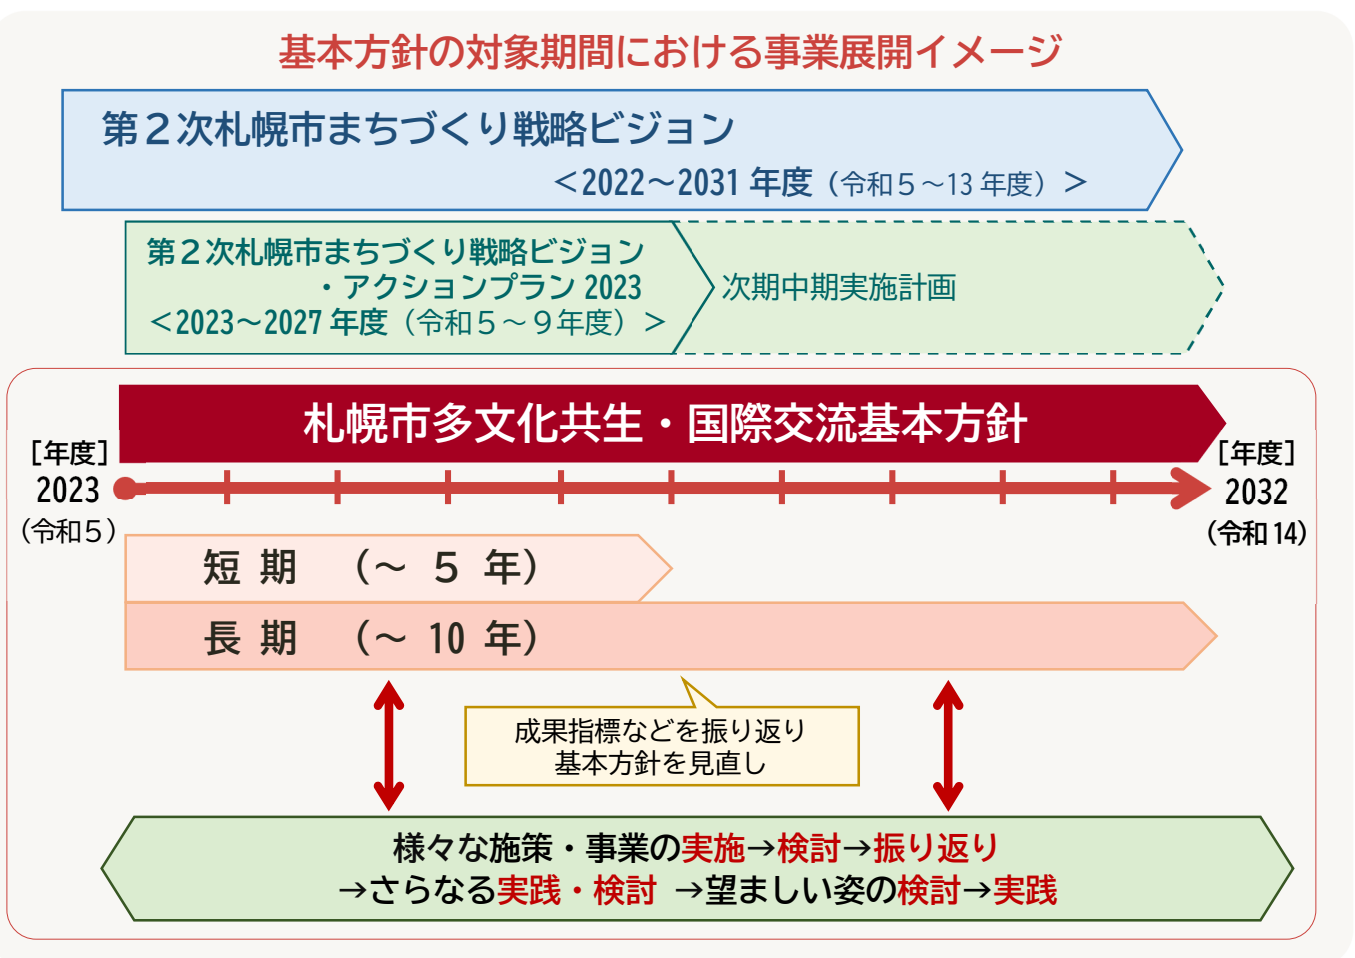 基本方針の対象期間における事業展開イメージ
第２次札幌市まちづくり戦略ビジョン
＜2022～2031 年度（令和５～13 年度）＞
第２次札幌市まちづくり戦略ビジョン
・アクションプラン 2023
＜2023～2027 年度（令和５～９年度）＞
次期中期実施計画
札幌市多文化共生・国際交流基本方針
［年度］
2023
（令和５）
［年度］
2032
（令和 14）
短 期 （～ ５ 年）
長 期 （～ 10 年）
成果指標などを振り返り
基本方針を見直し
様々な施策・事業の実施→検討→振り返り
→さらなる実践・検討 →望ましい姿の検討→実践